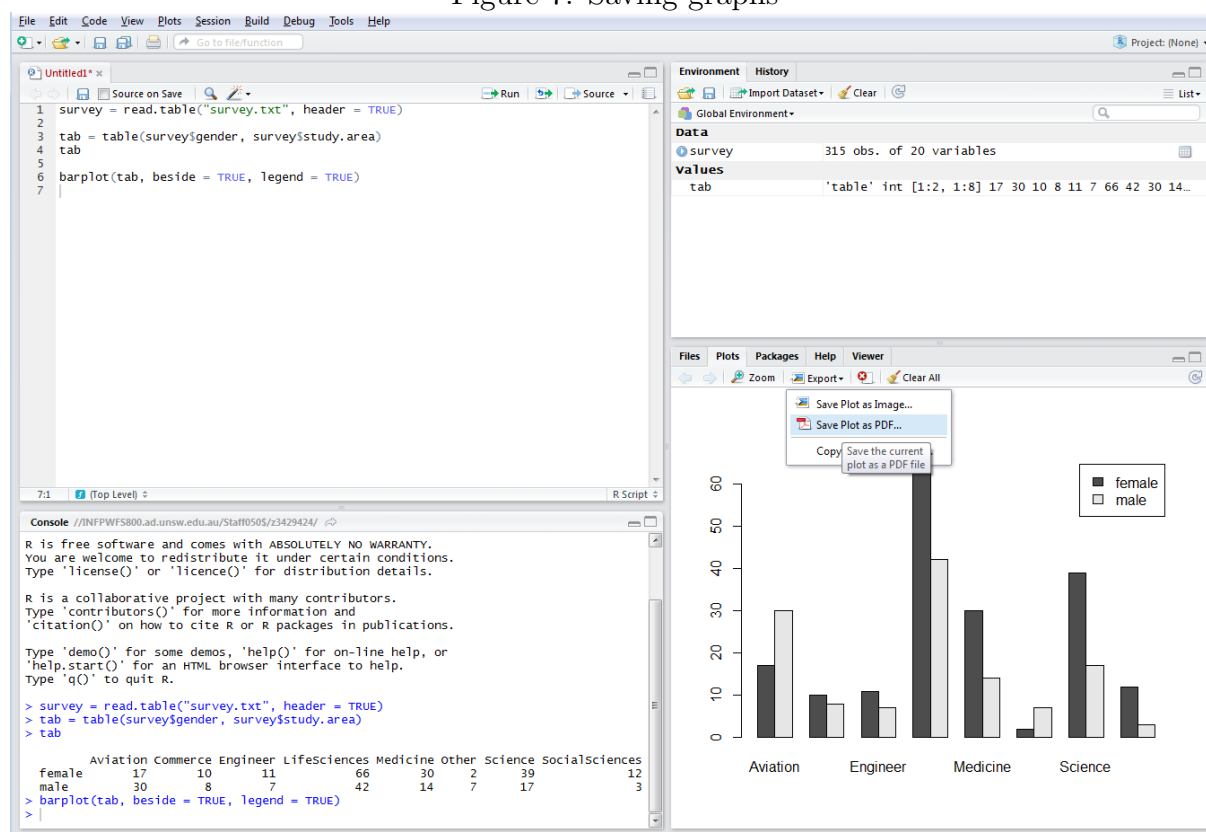 Figure 7: Saving graphs
File Edit Code View Plots Session Build Debug Tools Help
Go to file/function
Project: (None)
Untitled1*
Source on Save
Run
Source
1 survey = read.table("survey.txt", header = TRUE)
2
3 tab = table(survey$gender, survey$study.area)
4 tab
5
6 barplot(tab, beside = TRUE, legend = TRUE)
7
7:1 (Top Level) R Script
Console //INFPWFS800.ad.unsw.edu.au/Staff050$/z3429424/
R is free software and comes with ABSOLUTELY NO WARRANTY.
You are welcome to redistribute it under certain conditions.
Type 'license()' or 'licence()' for distribution details.
R is a collaborative project with many contributors.
Type 'contributors()' for more information and
'citation()' on how to cite R or R packages in publications.
Type 'demo()' for some demos, 'help()' for on-line help, or
'help.start()' for an HTML browser interface to help.
Type 'q()' to quit R.
> survey = read.table("survey.txt", header = TRUE)
> tab = table(survey$gender, survey$study.area)
> tab
Aviation Commerce Engineer LifeSciences Medicine Other Science SocialSciences
female 17 10 11 66 30 2 39 12
male 30 8 7 42 14 7 17 3
> barplot(tab, beside = TRUE, legend = TRUE)
>
Environment History
Import Dataset Clear List
Global Environment
Data
survey 315 obs. of 20 variables
Values
tab 'table' int [1:2, 1:8] 17 30 10 8 11 7 66 42 30 14...
Files Plots Packages Help Viewer
Zoom Export Clear All
Save Plot as Image...
Save Plot as PDF...
Copy
Save the current
plot as a PDF file
female
male
60
50
40
30
20
10
0
Aviation Engineer Medicine Science